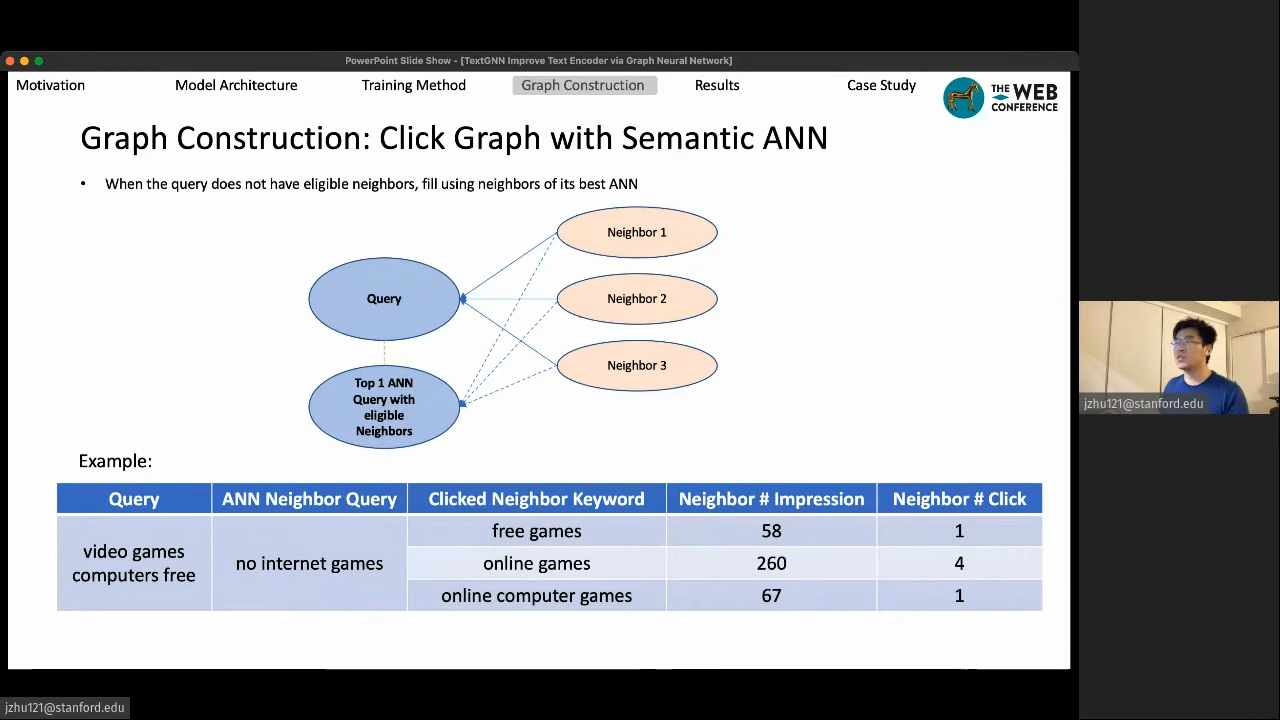 PowerPoint Slide Show - [TextGNN Improve Text Encoder via Graph Neural Network]
Motivation
Model Architecture
Training Method
Graph Construction
Results
Case Study
THE WEB
CONFERENCE
Graph Construction: Click Graph with Semantic ANN
• When the query does not have eligible neighbors, fill using neighbors of its best ANN
Neighbor 1
Query
Neighbor 2
Neighbor 3
Top 1 ANN
Query with
eligible
Neighbors
Example:
Query
ANN Neighbor Query
Clicked Neighbor Keyword
Neighbor # Impression
Neighbor # Click
video games
computers free
no internet games
free games
58
1
online games
260
4
online computer games
67
1
jzhu121@stanford.edu
jzhu121@stanford.edu